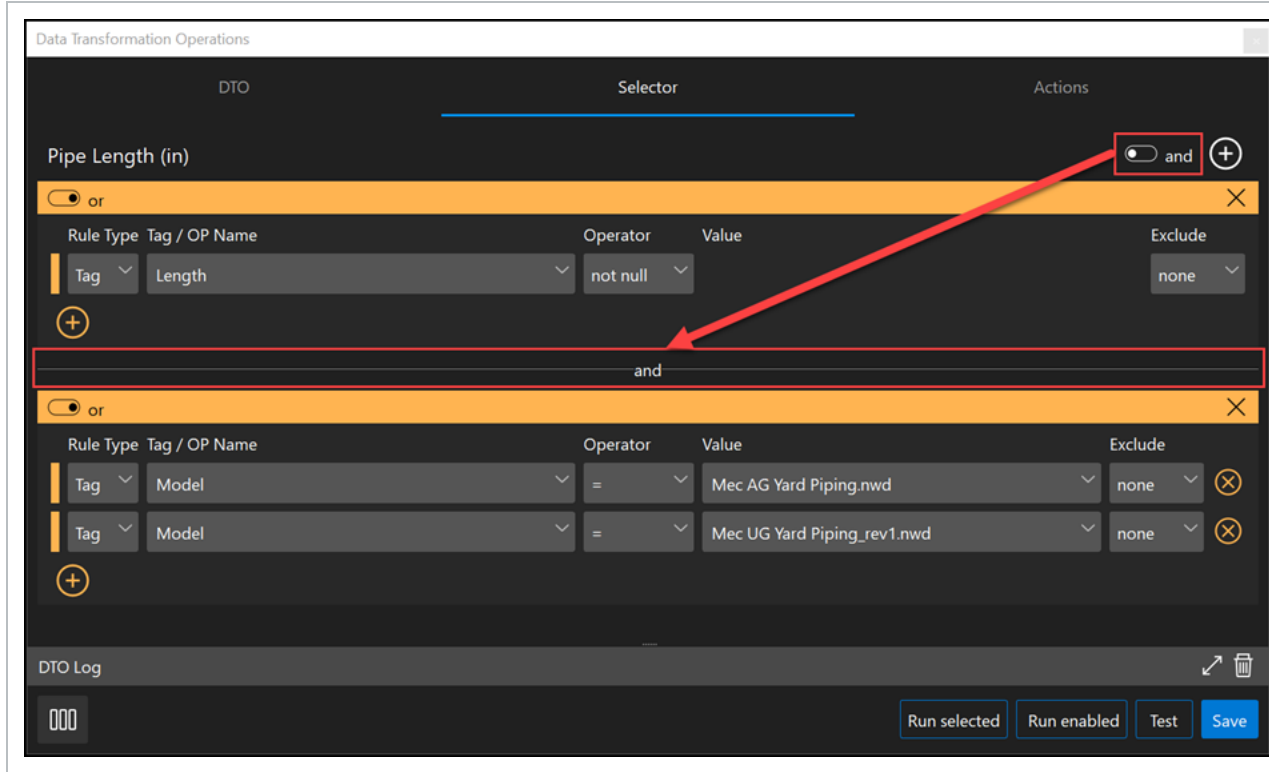 Data Transformation Operations
DTO Selector Actions
Pipe Length (in) and
or
Rule Type Tag / OP Name Operator Value Exclude
Tag Length not null none
and
or
Rule Type Tag / OP Name Operator Value Exclude
Tag Model = Mec AG Yard Piping.nwd none
Tag Model = Mec UG Yard Piping_rev1.nwd none
DTO Log
Run selected Run enabled Test Save